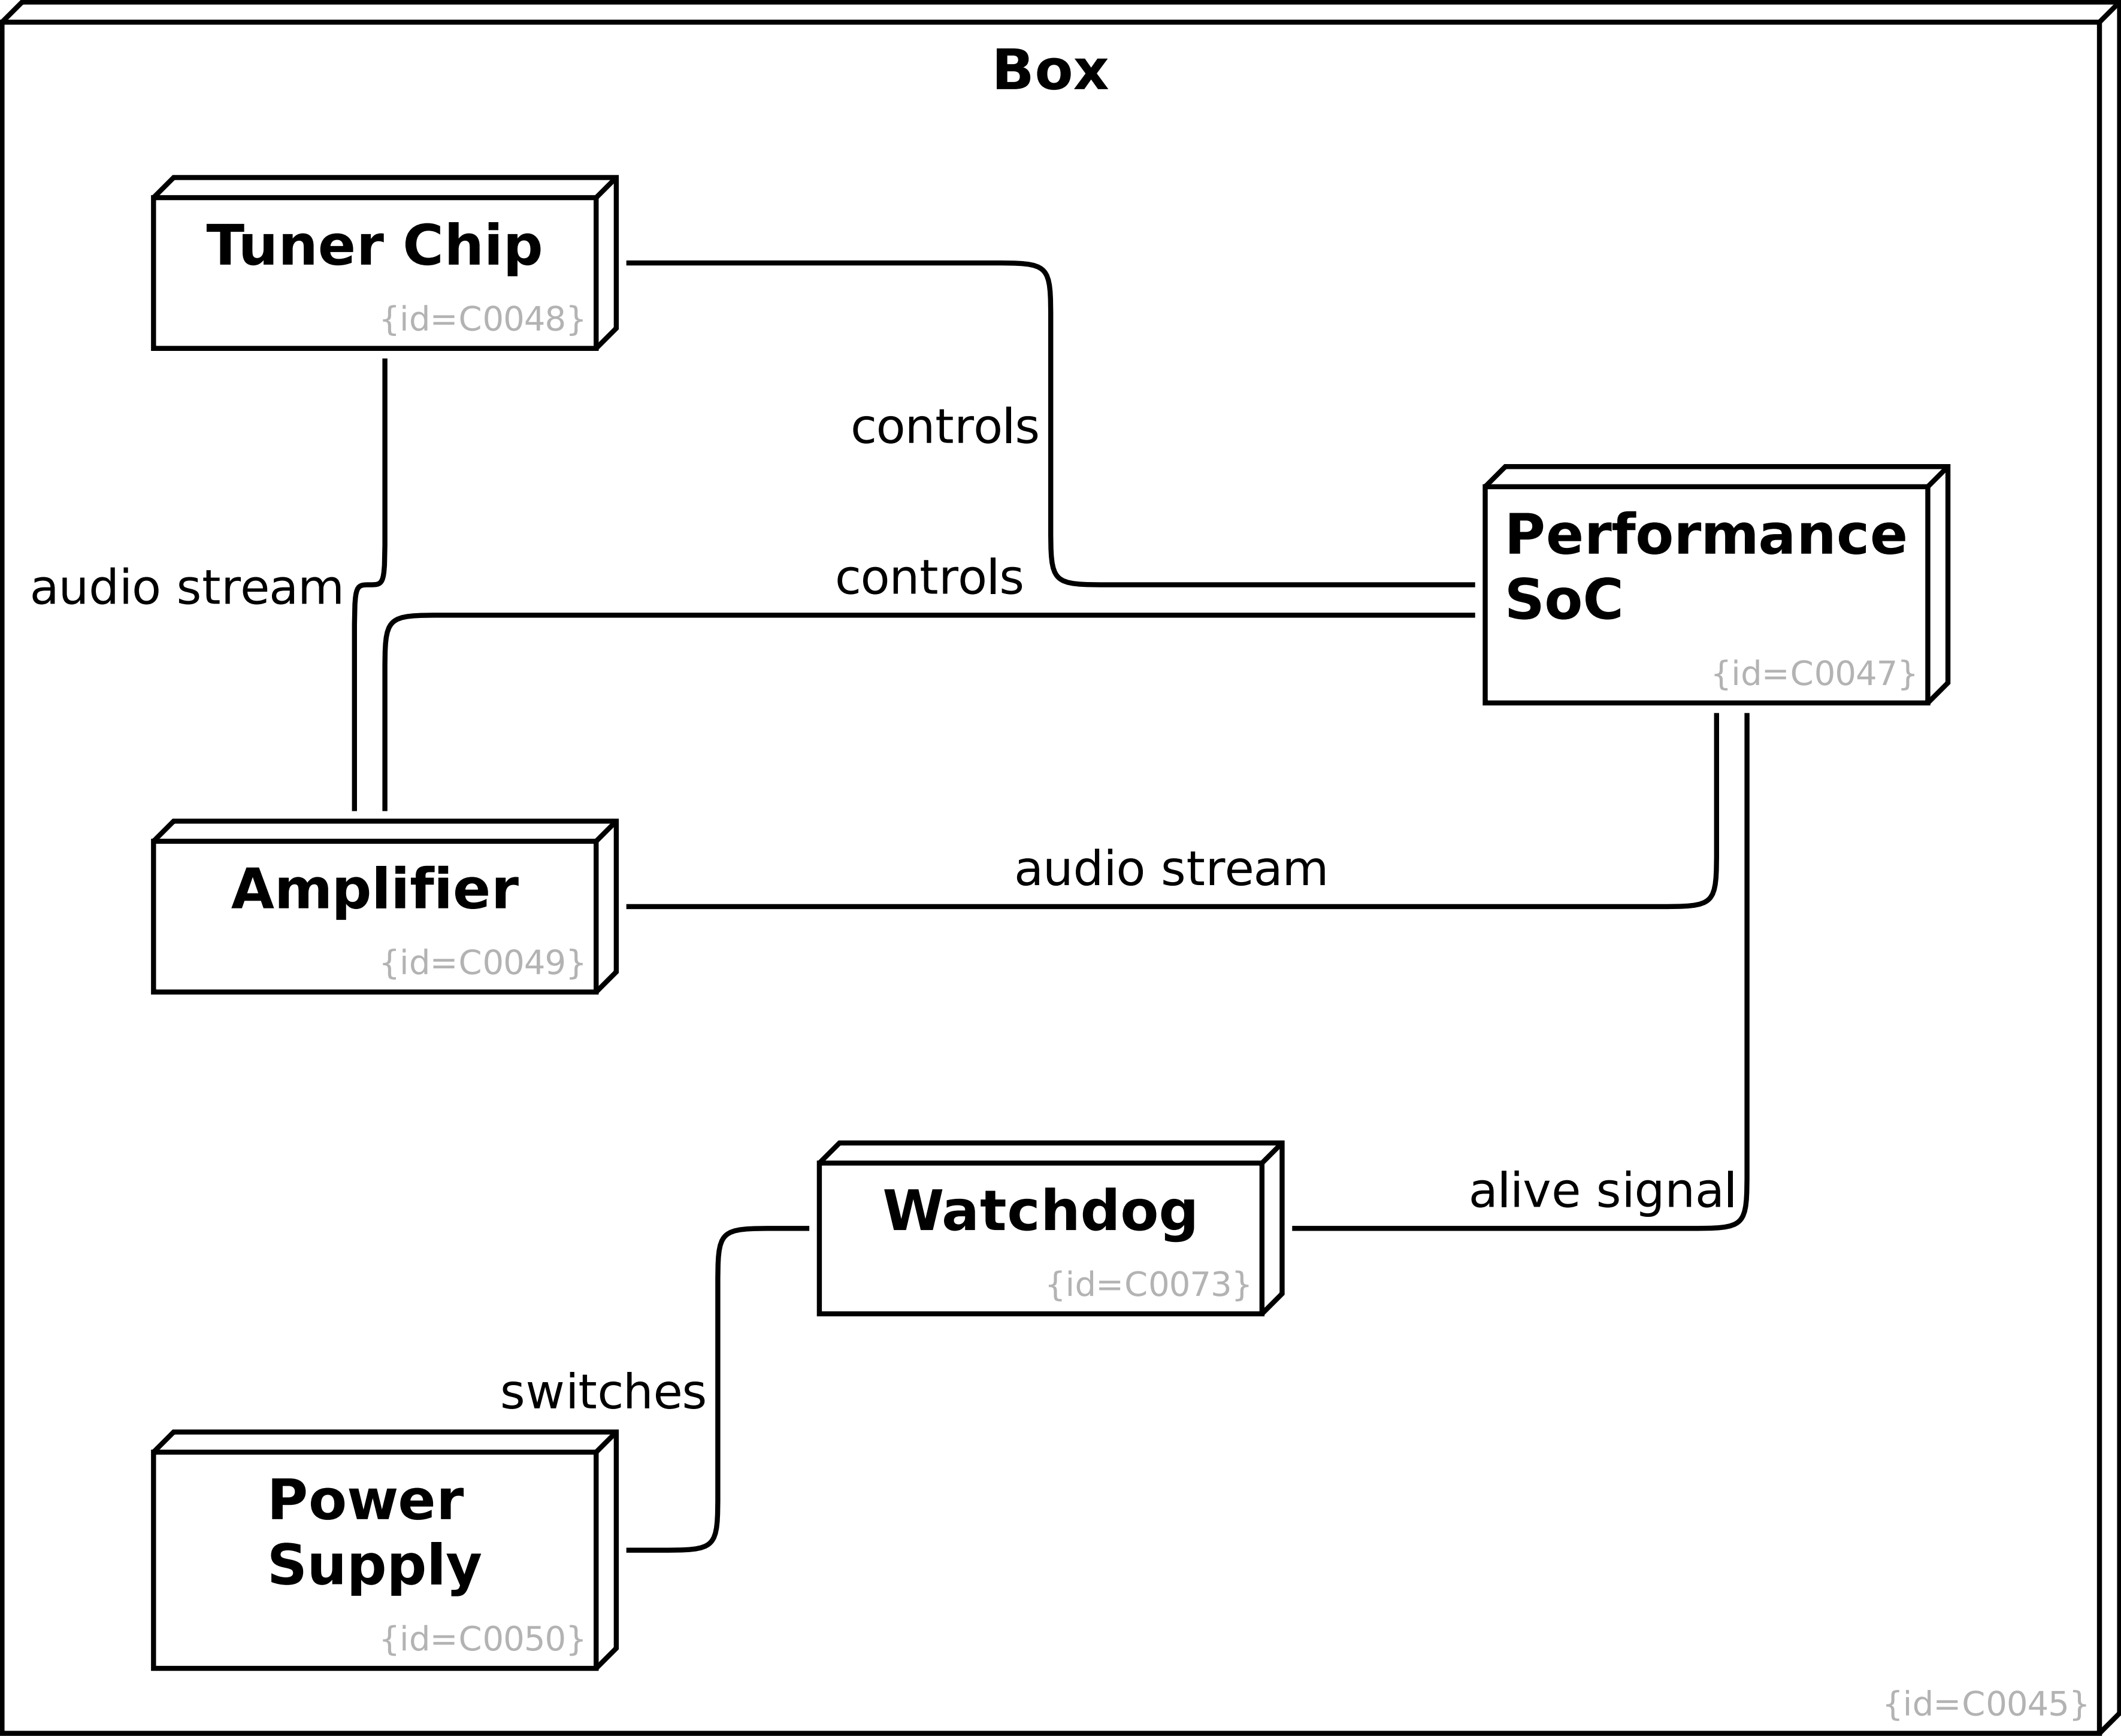 Box
Tuner Chip
{id=C0048}
controls
Performance
SoC
{id=C0047}
controls
audio stream
Amplifier
{id=C0049}
audio stream
Watchdog
{id=C0073}
alive signal
switches
Power
Supply
{id=C0050}
{id=C0045}